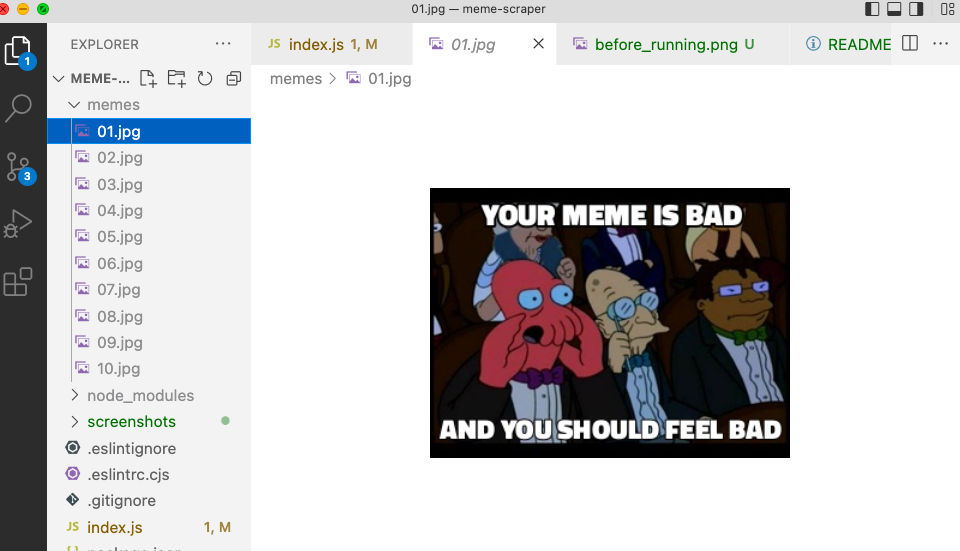 01.jpg — meme-scraper
EXPLORER
JS index.js 1, M
01.jpg
before_running.png U
README
1
MEME-...
memes > 01.jpg
memes
01.jpg
02.jpg
03.jpg
3
04.jpg
05.jpg
06.jpg
07.jpg
08.jpg
09.jpg
10.jpg
YOUR MEME IS BAD
AND YOU SHOULD FEEL BAD
node_modules
screenshots
.eslintignore
.eslintrc.cjs
.gitignore
JS index.js 1, M